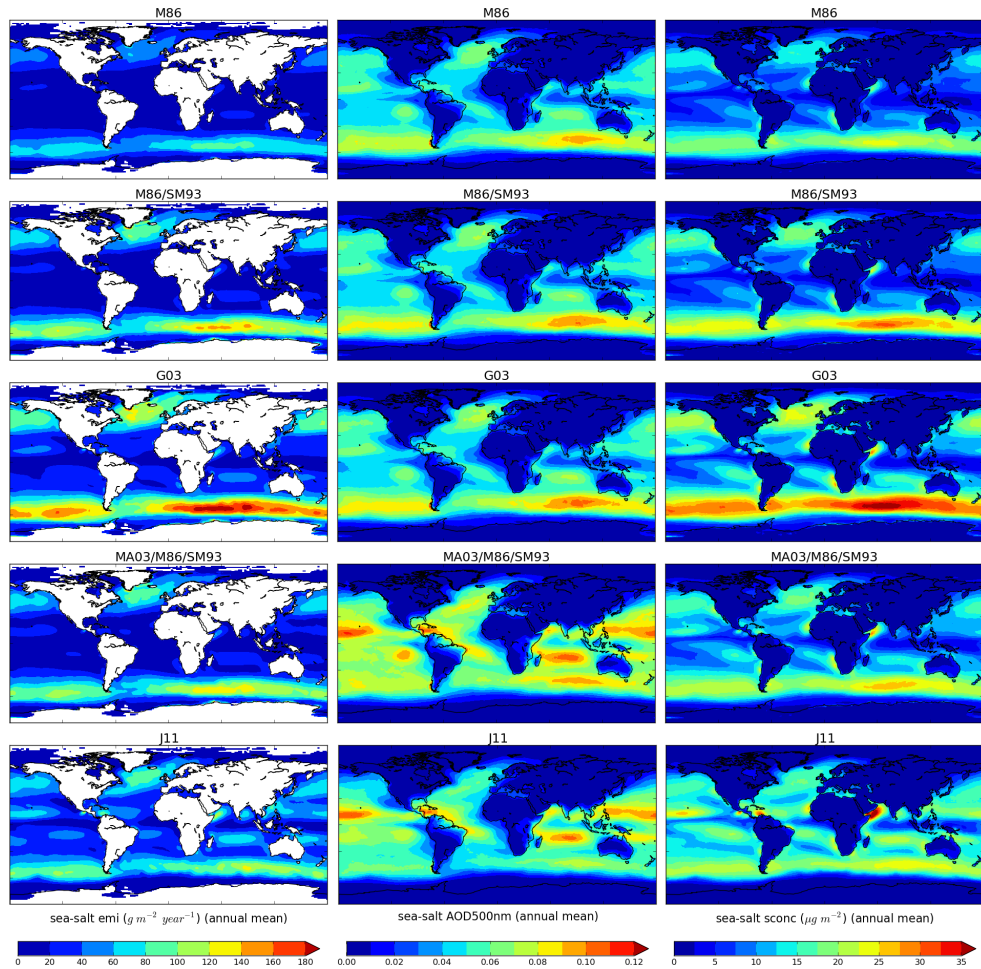 M86 M86 M86
M86/SM93 M86/SM93 M86/SM93
G03 G03 G03
MA03/M86/SM93 MA03/M86/SM93 MA03/M86/SM93
J11 J11 J11
sea-salt emi (g m⁻² year⁻¹) (annual mean) sea-salt AOD500nm (annual mean) sea-salt sconc (μg m⁻²) (annual mean)
0 20 40 60 80 100 120 140 160 180 0.00 0.02 0.04 0.06 0.08 0.10 0.12 0 5 10 15 20 25 30 35